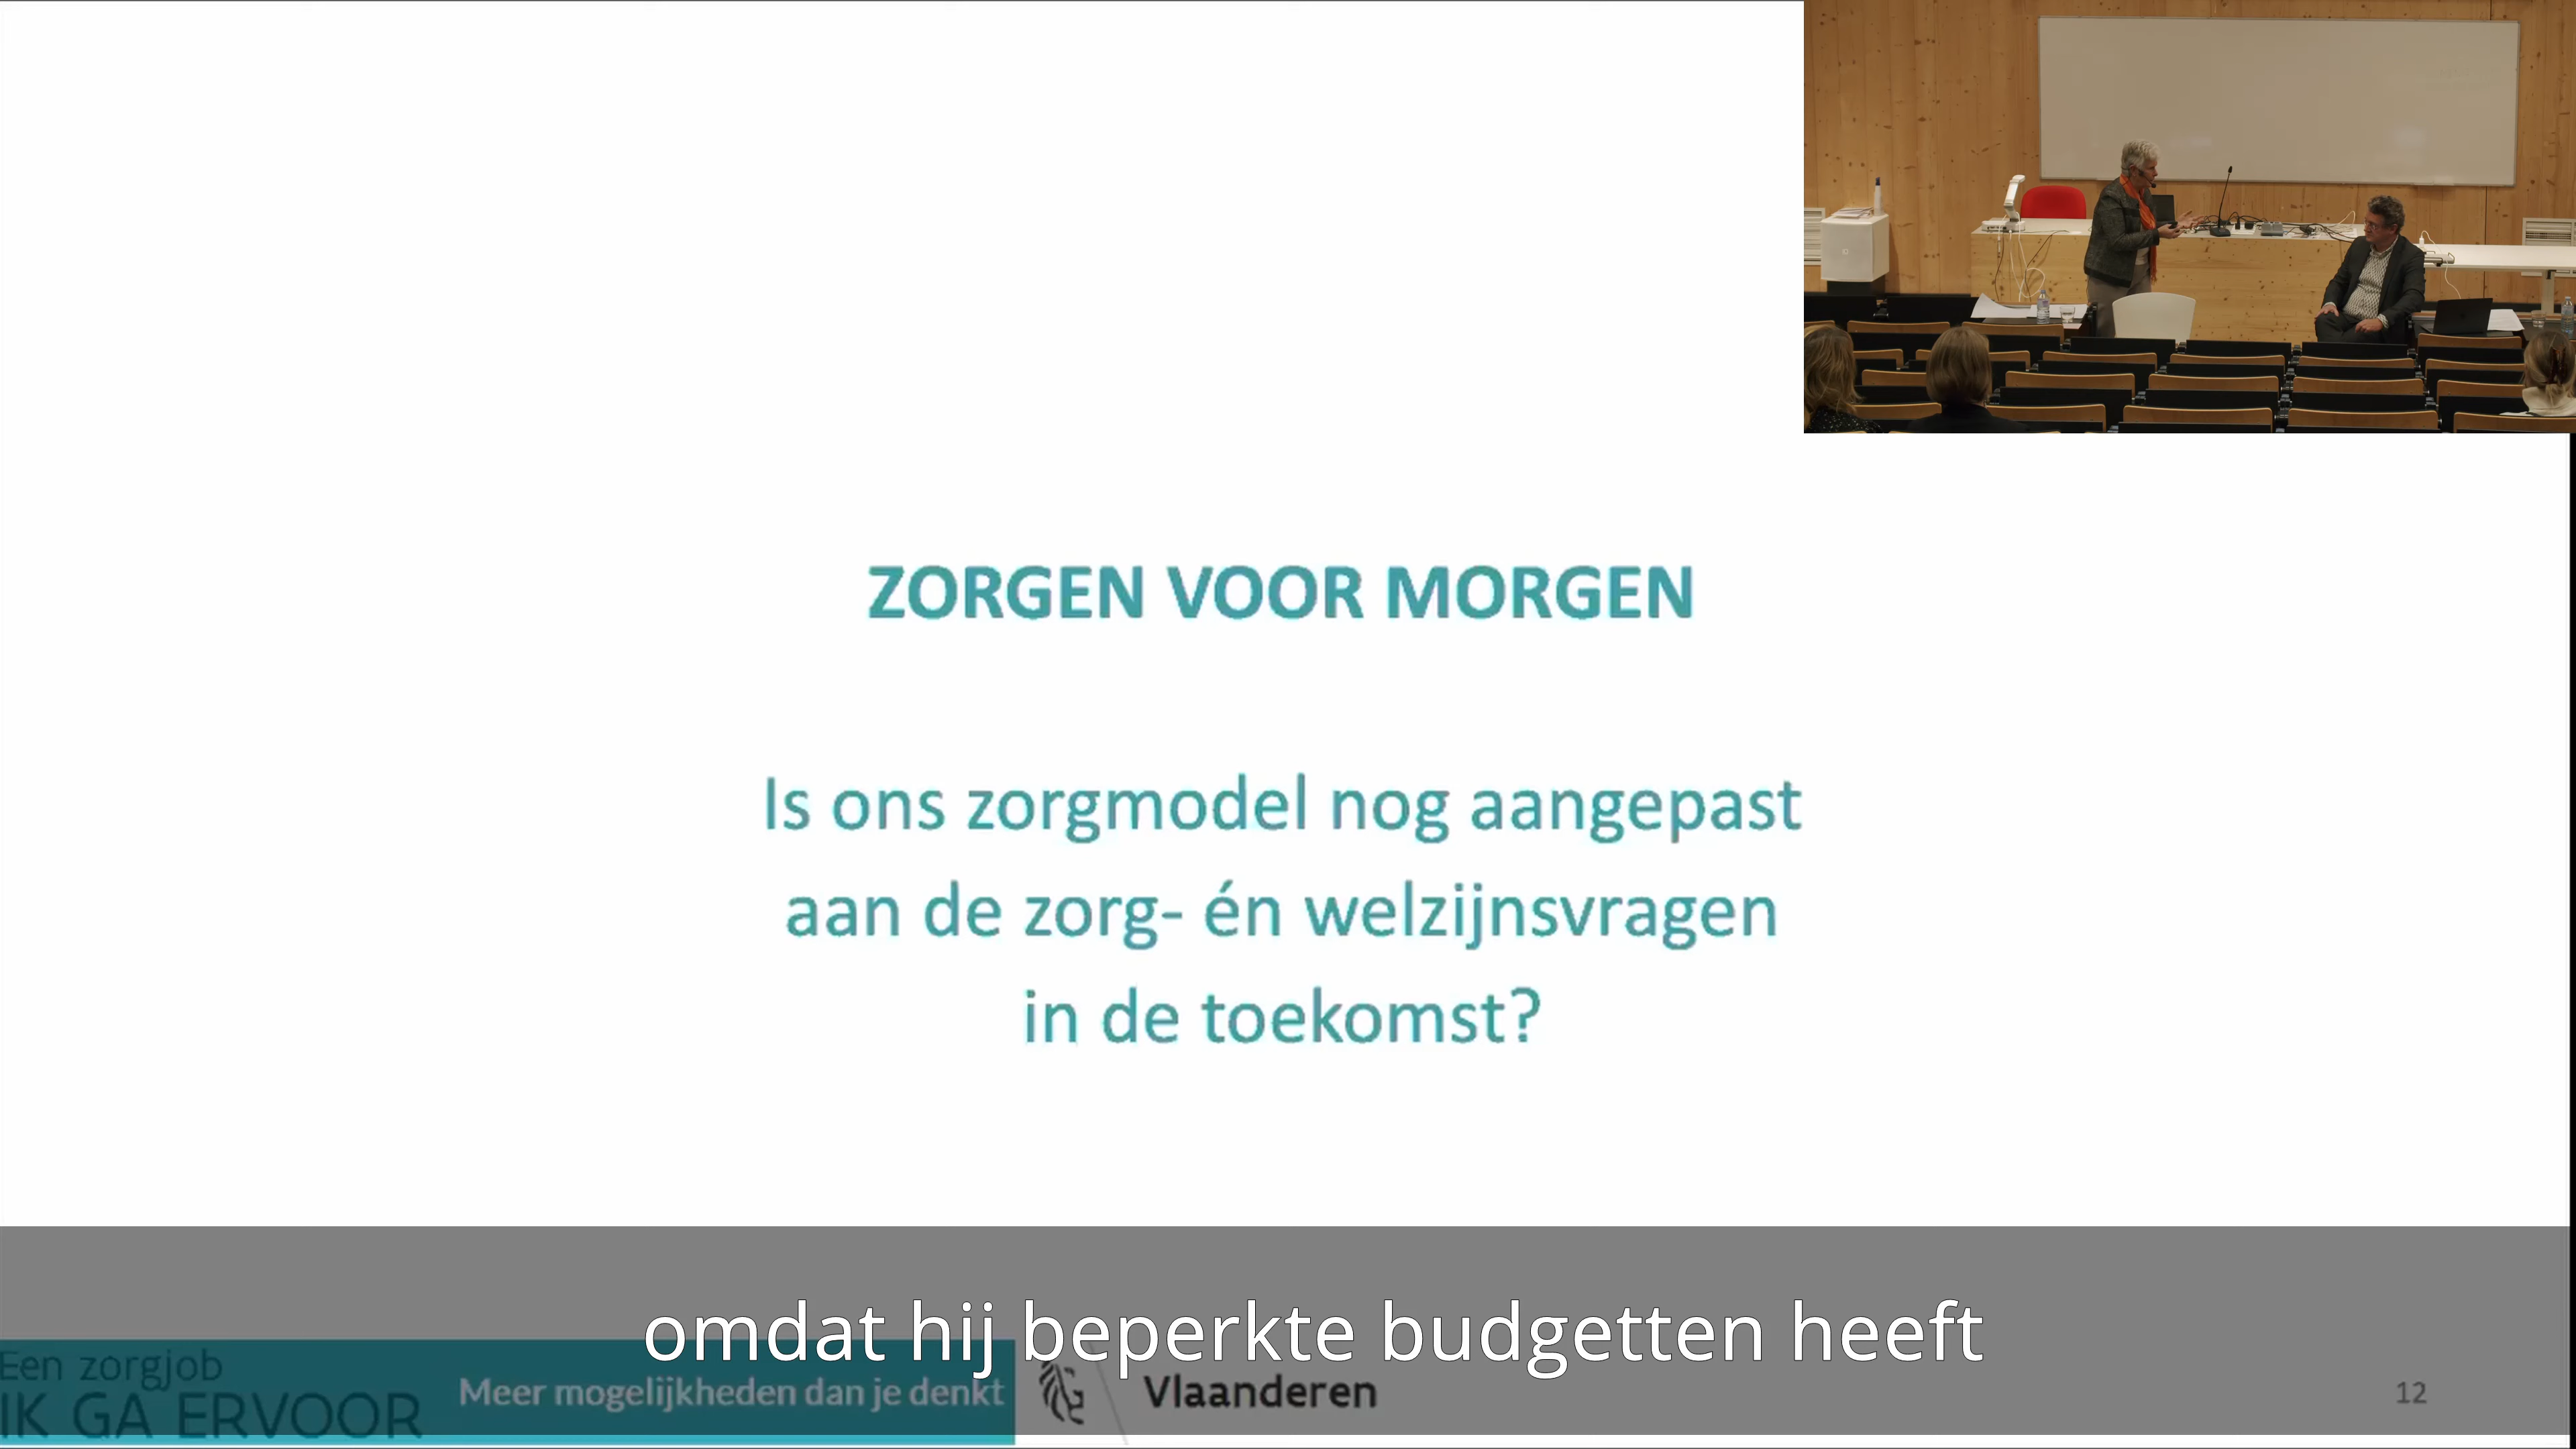 ZORGEN VOOR MORGEN
Is ons zorgmodel nog aangepast
aan de zorg- én welzijnsvragen
in de toekomst?
omdat hij beperkte budgetten heeft
Een zorgjob
IK GA ERVOOR
Meer mogelijkheden dan je denkt
Vlaanderen
12